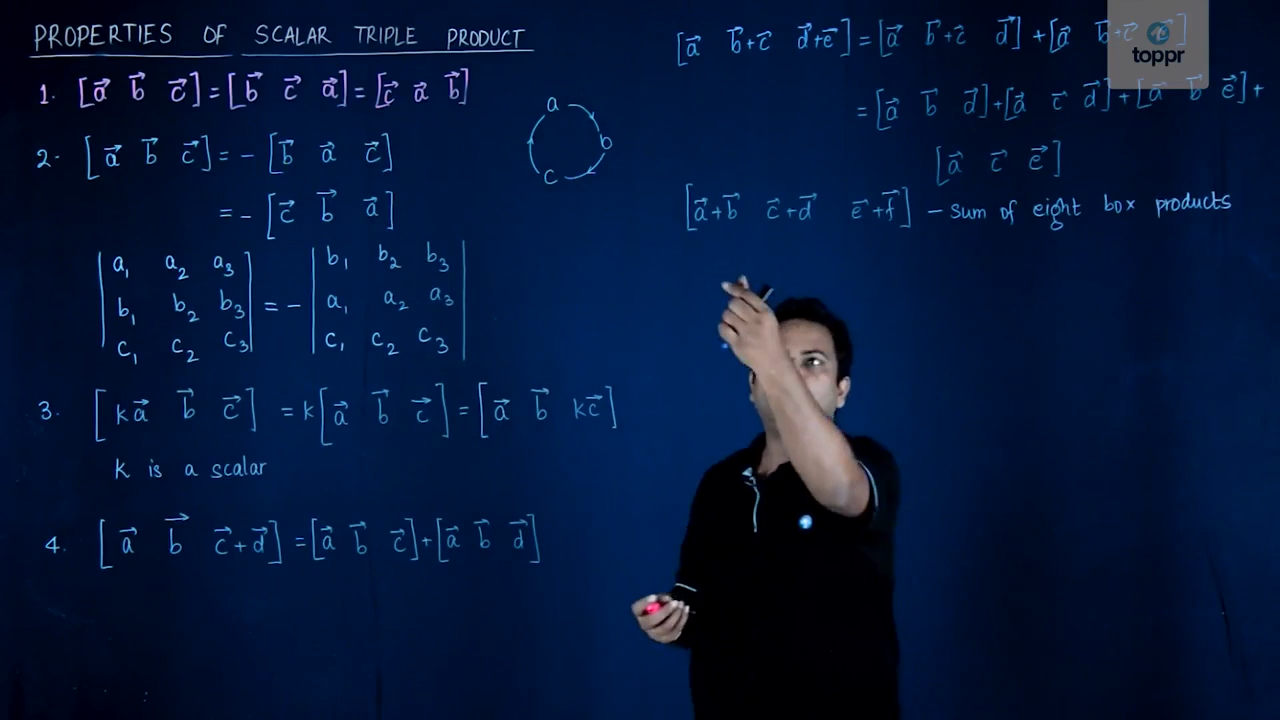 PROPERTIES OF SCALAR TRIPLE PRODUCT
1. [a⃗ b⃗ c⃗] = [b⃗ c⃗ a⃗] = [c⃗ a⃗ b⃗]
a
b
c
2. [a⃗ b⃗ c⃗] = - [b⃗ a⃗ c⃗]
= - [c⃗ b⃗ a⃗]
| a₁ a₂ a₃ | = - | b₁ b₂ b₃ |
| b₁ b₂ b₃ | | a₁ a₂ a₃ |
| c₁ c₂ c₃ | | c₁ c₂ c₃ |
3. [ka⃗ b⃗ c⃗] = k[a⃗ b⃗ c⃗] = [a⃗ b⃗ kc⃗]
k is a scalar
4. [a⃗ b⃗ c⃗+d⃗] = [a⃗ b⃗ c⃗] + [a⃗ b⃗ d⃗]
[a⃗ b⃗+c⃗ d⃗+e⃗] = [a⃗ b⃗+c⃗ d⃗] + [a⃗ b⃗+c⃗ e⃗]
= [a⃗ b⃗ d⃗] + [a⃗ c⃗ d⃗] + [a⃗ b⃗ e⃗] +
[a⃗ c⃗ e⃗]
[a⃗+b⃗ c⃗+d⃗ e⃗+f⃗] - sum of eight box products
toppr